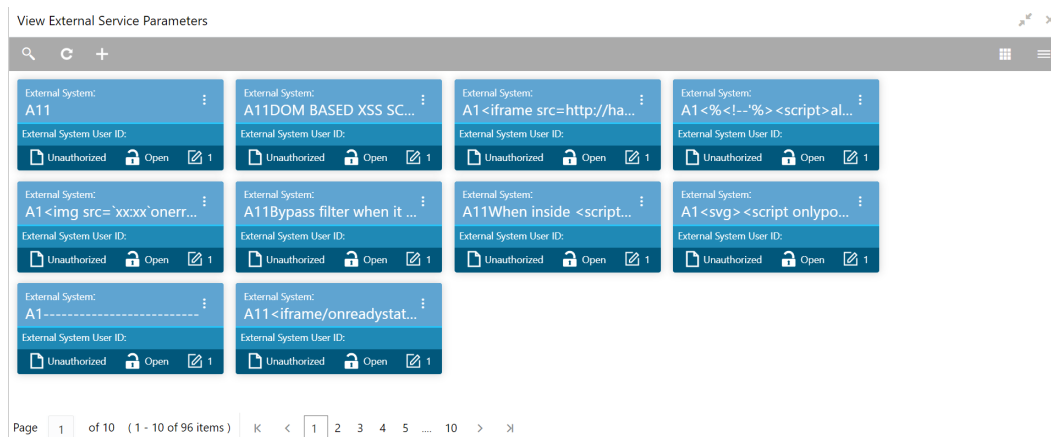 View External Service Parameters
External System:
A11
External System User ID:
Unauthorized Open 1
External System:
A11DOM BASED XSS SC...
External System User ID:
Unauthorized Open 1
External System:
A1<iframe src=http://ha...
External System User ID:
Unauthorized Open 1
External System:
A1<%<!--'%><script>al...
External System User ID:
Unauthorized Open 1
External System:
A1<img src=`xx:xx`onerr...
External System User ID:
Unauthorized Open 1
External System:
A11Bypass filter when it ...
External System User ID:
Unauthorized Open 1
External System:
A11When inside <script...
External System User ID:
Unauthorized Open 1
External System:
A1<svg><script onlypo...
External System User ID:
Unauthorized Open 1
External System:
A1--------------------------
External System User ID:
Unauthorized Open 1
External System:
A11<iframe/onreadystat...
External System User ID:
Unauthorized Open 1
Page 1 of 10 ( 1 - 10 of 96 items ) 1 2 3 4 5 .... 10